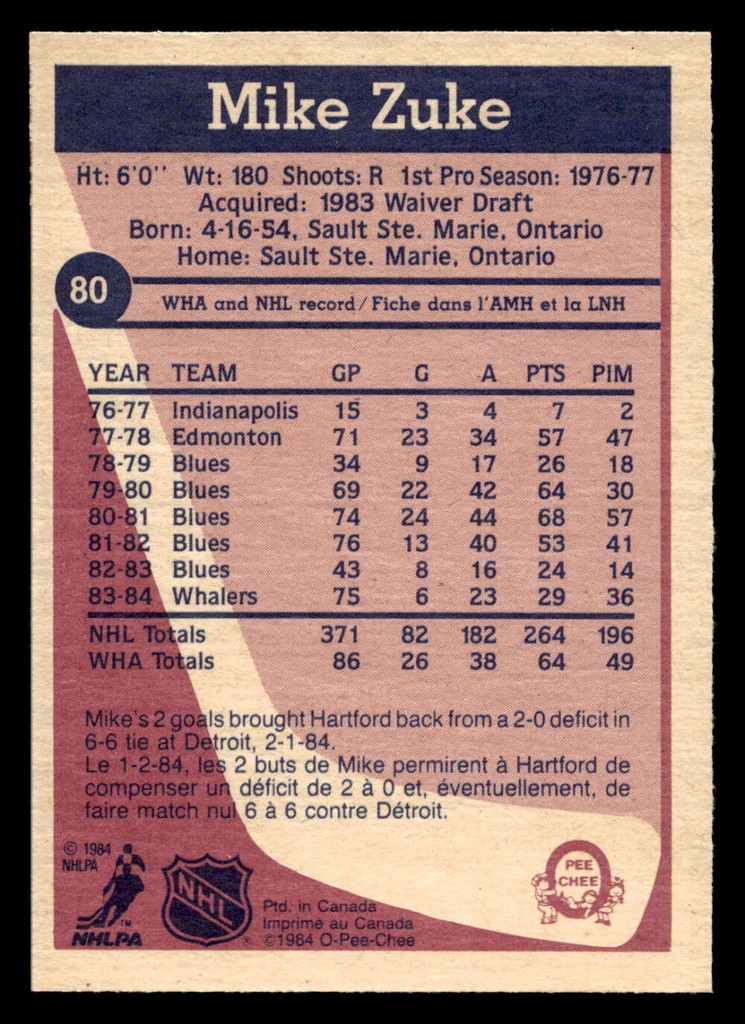 Mike Zuke
Ht: 6'0" Wt: 180 Shoots: R 1st Pro Season: 1976-77
Acquired: 1983 Waiver Draft
Born: 4-16-54, Sault Ste. Marie, Ontario
Home: Sault Ste. Marie, Ontario
80
WHA and NHL record/Fiche dans l'AMH et la LNH
YEAR TEAM GP G A PTS PIM
76-77 Indianapolis 15 3 4 7 2
77-78 Edmonton 71 23 34 57 47
78-79 Blues 34 9 17 26 18
79-80 Blues 69 22 42 64 30
80-81 Blues 74 24 44 68 57
81-82 Blues 76 13 40 53 41
82-83 Blues 43 8 16 24 14
83-84 Whalers 75 6 23 29 36
NHL Totals 371 82 182 264 196
WHA Totals 86 26 38 64 49
Mike's 2 goals brought Hartford back from a 2-0 deficit in
6-6 tie at Detroit, 2-1-84.
Le 1-2-84, les 2 buts de Mike permirent à Hartford de
compenser un déficit de 2 à 0 et, éventuellement, de
faire match nul 6 à 6 contre Détroit.
© 1984
NHLPA
TM
NHLPA
NHL
®
Ptd. in Canada
Imprimé au Canada
©1984 O-Pee-Chee
PEE
CHEE